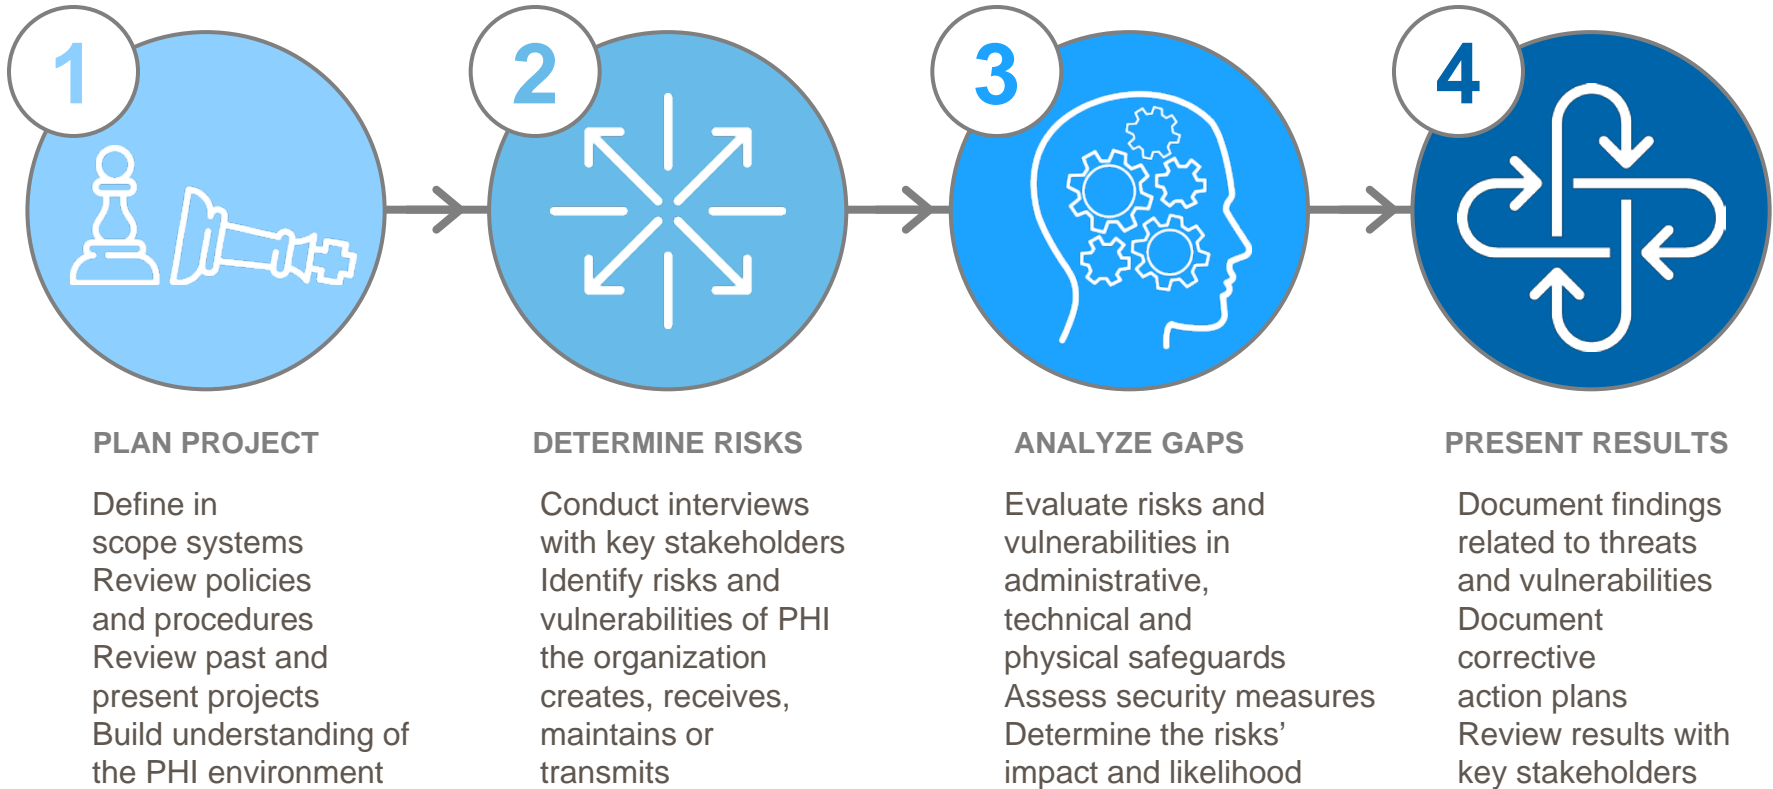 1
2
3
4
PLAN PROJECT
Define in
scope systems
Review policies
and procedures
Review past and
present projects
Build understanding of
the PHI environment
DETERMINE RISKS
Conduct interviews
with key stakeholders
Identify risks and
vulnerabilities of PHI
the organization
creates, receives,
maintains or
transmits
ANALYZE GAPS
Evaluate risks and
vulnerabilities in
administrative,
technical and
physical safeguards
Assess security measures
Determine the risks’
impact and likelihood
PRESENT RESULTS
Document findings
related to threats
and vulnerabilities
Document
corrective
action plans
Review results with
key stakeholders